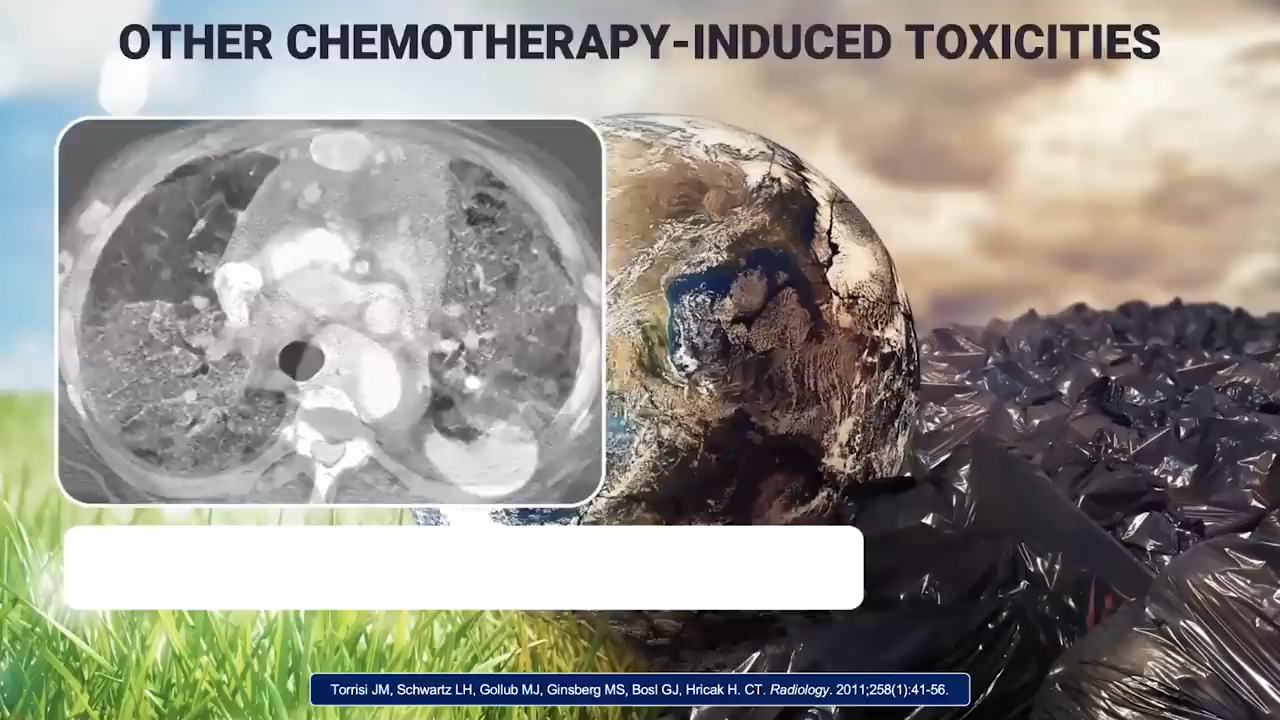 OTHER CHEMOTHERAPY-INDUCED TOXICITIES
Torrisi JM, Schwartz LH, Gollub MJ, Ginsberg MS, Bosl GJ, Hricak H. CT. Radiology. 2011;258(1):41-56.